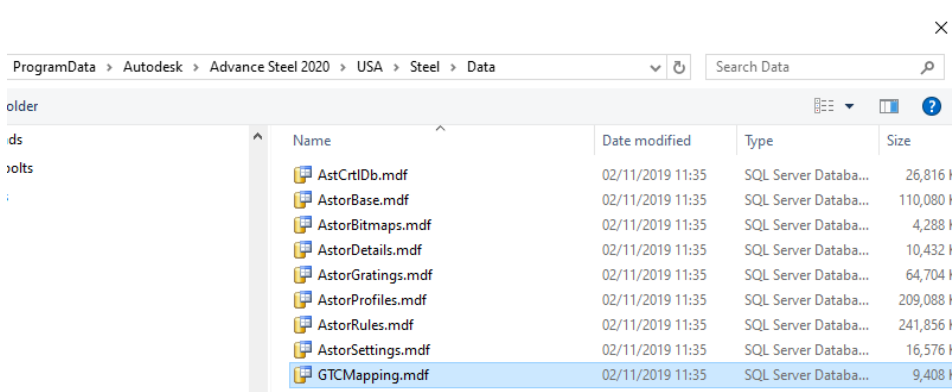 ProgramData > Autodesk > Advance Steel 2020 > USA > Steel > Data Search Data
older
Name Date modified Type Size
ds
AstCrtlDb.mdf 02/11/2019 11:35 SQL Server Databa... 26,816 K
olts AstorBase.mdf 02/11/2019 11:35 SQL Server Databa... 110,080 K
AstorBitmaps.mdf 02/11/2019 11:35 SQL Server Databa... 4,288 K
AstorDetails.mdf 02/11/2019 11:35 SQL Server Databa... 10,432 K
AstorGratings.mdf 02/11/2019 11:35 SQL Server Databa... 64,704 K
AstorProfiles.mdf 02/11/2019 11:35 SQL Server Databa... 209,088 K
AstorRules.mdf 02/11/2019 11:35 SQL Server Databa... 241,856 K
AstorSettings.mdf 02/11/2019 11:35 SQL Server Databa... 16,576 K
GTCMapping.mdf 02/11/2019 11:35 SQL Server Databa... 9,408 K